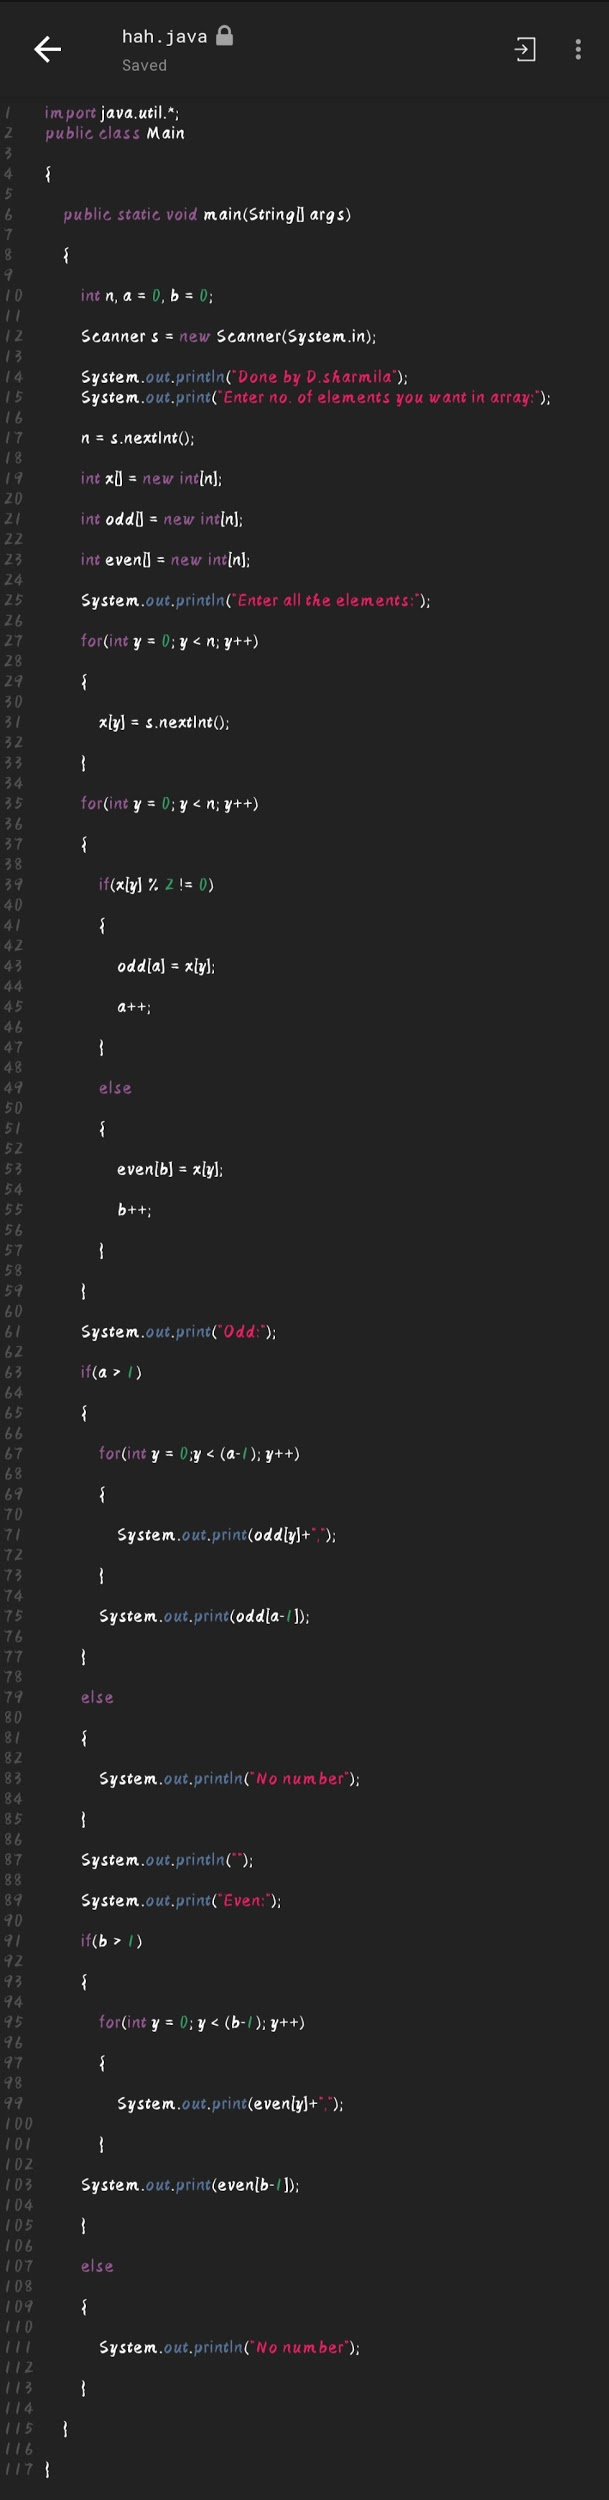 hah.java
Saved
1 import java.util.*;
2 public class Main
3
4 {
5
6 public static void main(String[] args)
7
8 {
9
10 int n, a = 0, b = 0;
11
12 Scanner s = new Scanner(System.in);
13
14 System.out.println("Done by D.sharmila");
15 System.out.print("Enter no. of elements you want in array:");
16
17 n = s.nextInt();
18
19 int x[] = new int[n];
20
21 int odd[] = new int[n];
22
23 int even[] = new int[n];
24
25 System.out.println("Enter all the elements:");
26
27 for(int y = 0; y < n; y++)
28
29 {
30
31 x[y] = s.nextInt();
32
33 }
34
35 for(int y = 0; y < n; y++)
36
37 {
38
39 if(x[y] % 2 != 0)
40
41 {
42
43 odd[a] = x[y];
44
45 a++;
46
47 }
48
49 else
50
51 {
52
53 even[b] = x[y];
54
55 b++;
56
57 }
58
59 }
60
61 System.out.print("Odd:");
62
63 if(a > 1)
64
65 {
66
67 for(int y = 0;y < (a-1); y++)
68
69 {
70
71 System.out.print(odd[y]+",");
72
73 }
74
75 System.out.print(odd[a-1]);
76
77 }
78
79 else
80
81 {
82
83 System.out.println("No number");
84
85 }
86
87 System.out.println("");
88
89 System.out.print("Even:");
90
91 if(b > 1)
92
93 {
94
95 for(int y = 0; y < (b-1); y++)
96
97 {
98
99 System.out.print(even[y]+",");
100
101 }
102
103 System.out.print(even[b-1]);
104
105 }
106
107 else
108
109 {
110
111 System.out.println("No number");
112
113 }
114
115 }
116
117 }